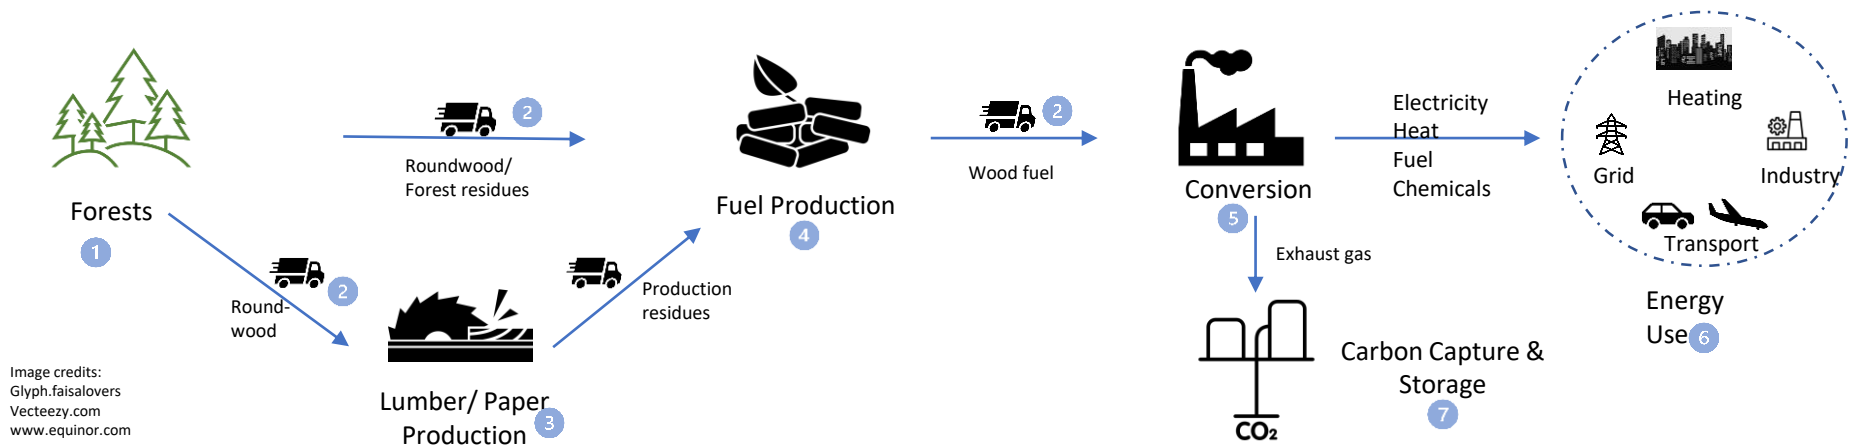 Forests
1
2
Roundwood/
Forest residues
2
Round-
wood
Lumber/ Paper
Production
3
Production
residues
Fuel Production
4
2
Wood fuel
Conversion
5
Exhaust gas
CO₂
Carbon Capture &
Storage
7
Electricity
Heat
Fuel
Chemicals
Heating
Grid
Industry
Transport
Energy
Use
6
Image credits:
Glyph.faisalovers
Vecteezy.com
www.equinor.com